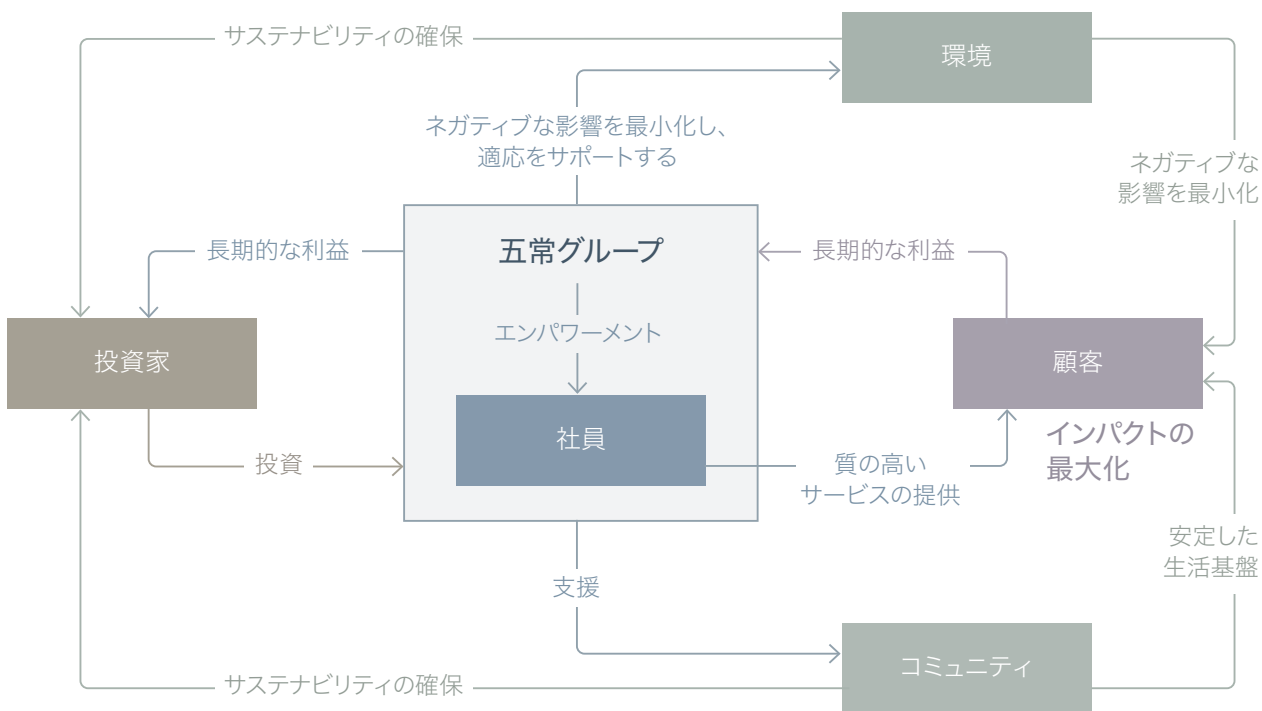 サステナビリティの確保
環境
ネガティブな影響を最小化し、
適応をサポートする
ネガティブな
影響を最小化
長期的な利益
五常グループ
長期的な利益
エンパワーメント
投資家
顧客
社員
インパクトの
最大化
投資
質の高い
サービスの提供
安定した
生活基盤
支援
コミュニティ
サステナビリティの確保